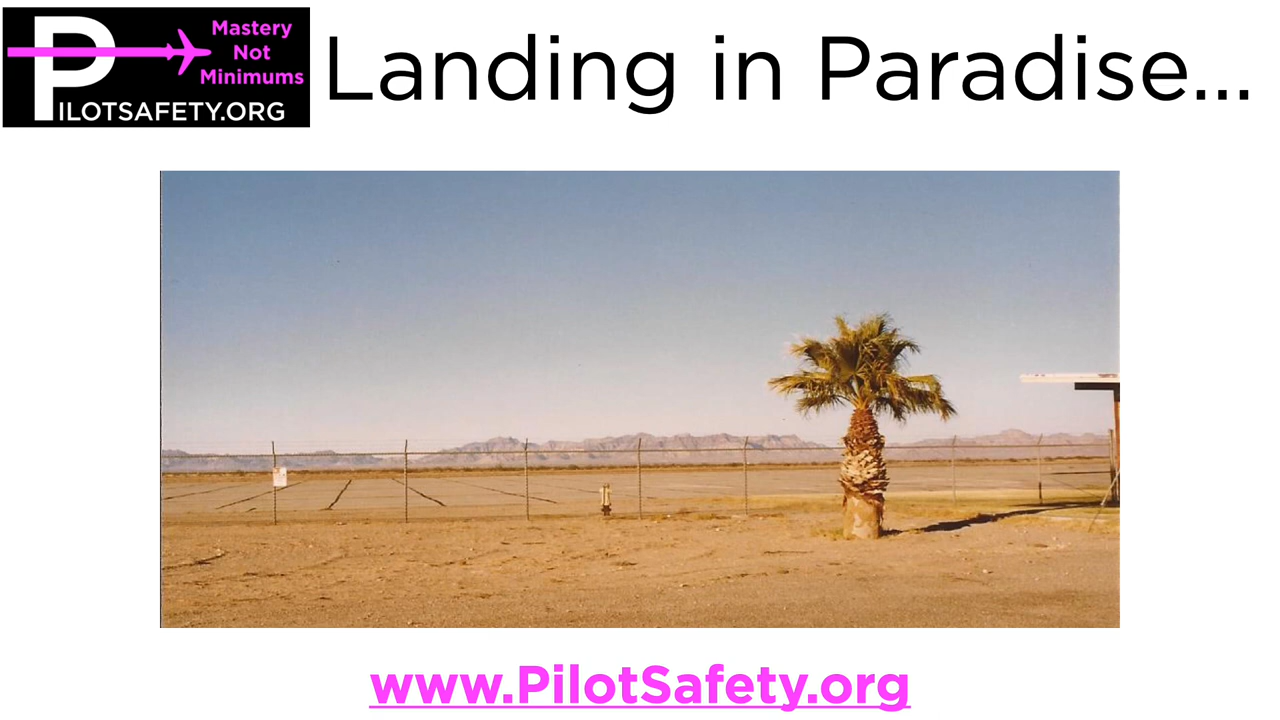 Mastery
Not
Minimums
PILOTSAFETY.ORG
Landing in Paradise...
www.PilotSafety.org